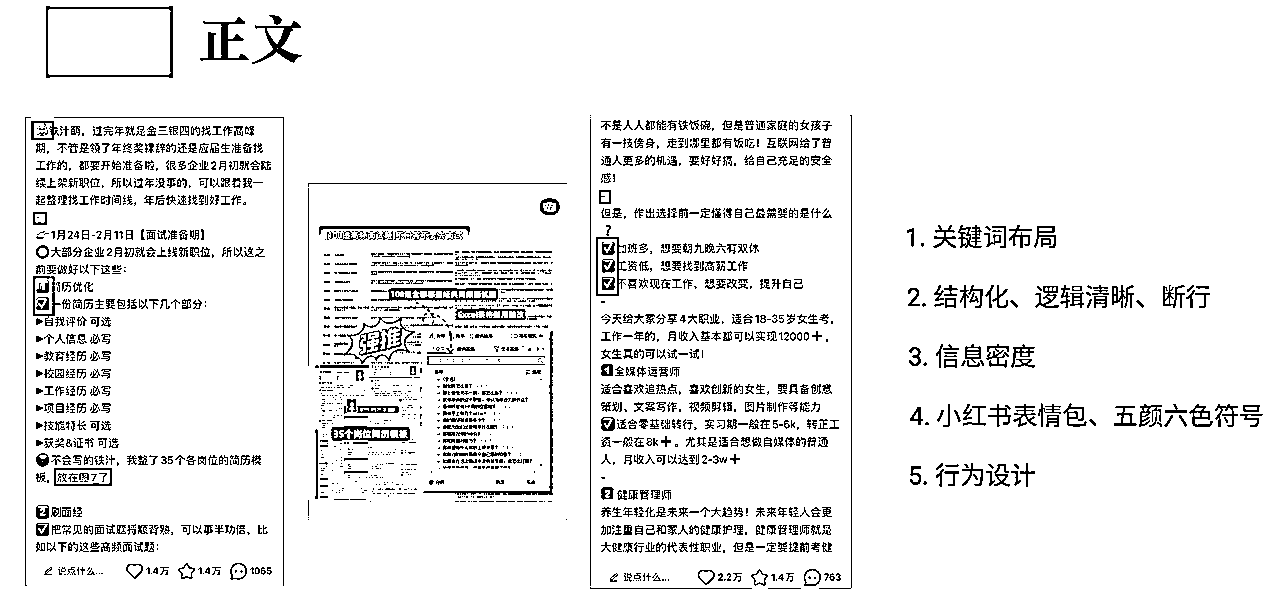 正文
铁汁萌，过完年就是金三银四的找工作高峰
期，不管是领了年终奖裸辞的还是应届生准备找
工作的，都要开始准备啦，很多企业2月初就会陆
续上架新职位，所以过年没事的，可以跟着我一
起整理找工作时间线，年后快速找到好工作。
-
1月24日-2月11日【面试准备期】
大部分企业2月初就会上线新职位，所以这之
前要做好以下这些：
1简历优化
一份简历主要包括以下几个部分：
▶自我评价 可选
▶个人信息 必写
▶教育经历 必写
▶校园经历 必写
▶工作经历 必写
▶项目经历 必写
▶技能特长 可选
▶获奖&证书 可选
不会写的铁汁，我整了35个各岗位的简历模
板，放在图7了
2刷面经
把常见的面试题捋顺背熟，可以事半功倍，比
如以下的这些高频面试题：
说点什么... 1.4万 1.4万 1065
强推
35个岗位简历模板
不是人人都能有铁饭碗，但是普通家庭的女孩子
有一技傍身，走到哪里都有饭吃！互联网给了普
通人更多的机遇，要好好搞，给自己充足的安全
感！
-
但是，作出选择前一定懂得自己最需要的是什么
？
加班多，想要朝九晚六有双休
工资低，想要找到高薪工作
不喜欢现在工作、想要改变，提升自己
-
今天给大家分享4大职业，适合18-35岁女生考，
工作一年的，月收入基本都可以实现12000＋，
女生真的可以试一试！
1全媒体运营师
适合喜欢追热点，喜欢创新的女生，要具备创意
策划、文案写作，视频剪辑，图片制作等能力
适合零基础转行，实习期一般在5-6k，转正工
资一般在8k＋。尤其是适合想做自媒体的普通
人，月收入可以达到2-3w＋
-
2 健康管理师
养生年轻化是未来一个大趋势！未来年轻人会更
加注重自己和家人的健康护理，健康管理师就是
大健康行业的代表性职业，但是一定要提前考健
说点什么... 2.2万 1.4万 763
1. 关键词布局
2. 结构化、逻辑清晰、断行
3. 信息密度
4. 小红书表情包、五颜六色符号
5. 行为设计